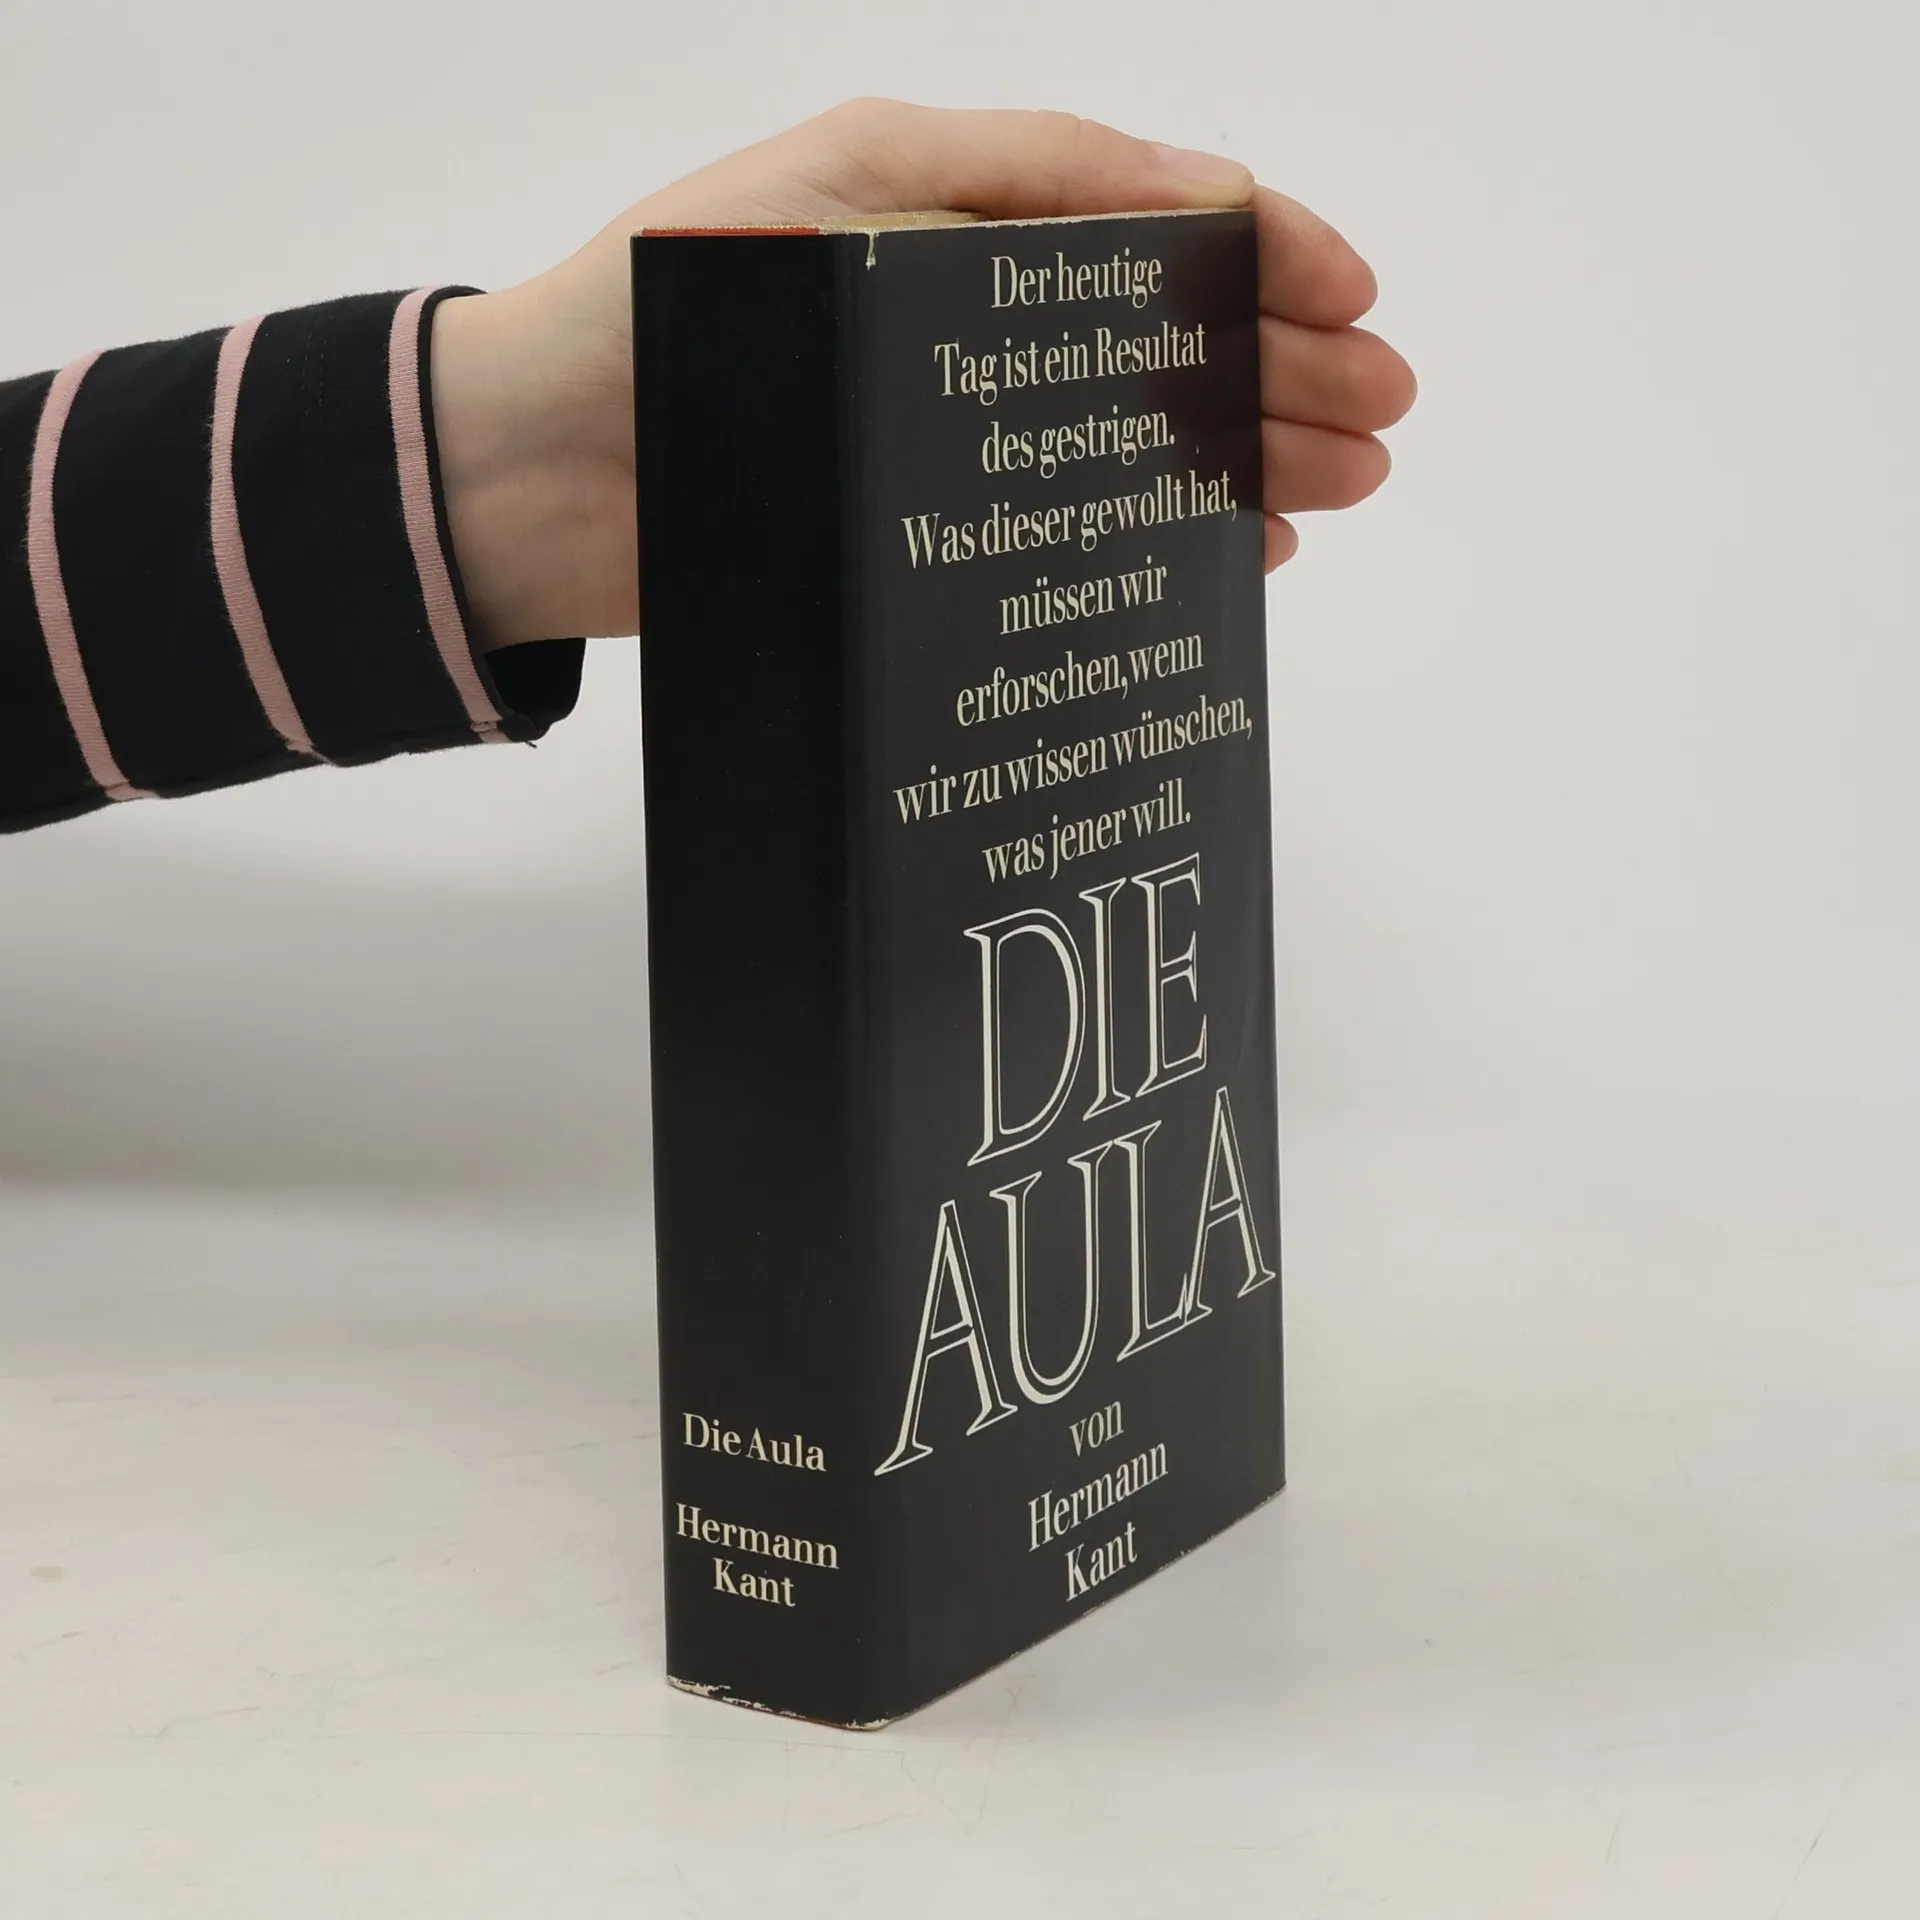 Der heutige
Tag ist ein Resultat
des gestrigen.
Was dieser gewollt hat,
müssen wir
erforschen, wenn
wir zu wissen wünschen,
was jener will.
DIE
AULA
von
Hermann
Kant
Die Aula
Hermann
Kant